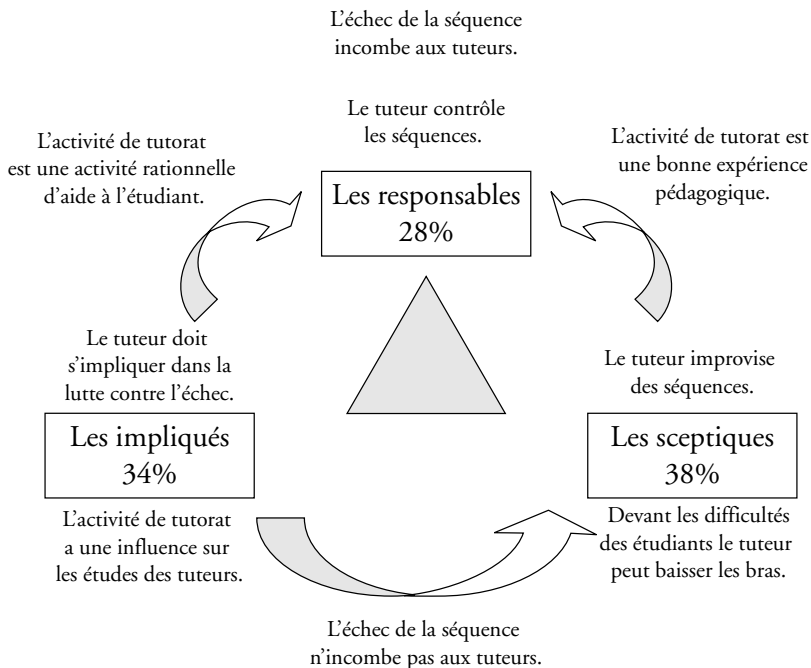 L’échec de la séquence
incombe aux tuteurs.
Le tuteur contrôle
les séquences.
L’activité de tutorat
est une activité rationnelle
d’aide à l’étudiant.
L’activité de tutorat est
une bonne expérience
pédagogique.
Les responsables
28%
Le tuteur doit
s’impliquer dans la
lutte contre l’échec.
Le tuteur improvise
des séquences.
Les impliqués
34%
Les sceptiques
38%
L’activité de tutorat
a une influence sur
les études des tuteurs.
Devant les difficultés
des étudiants le tuteur
peut baisser les bras.
L’échec de la séquence
n’incombe pas aux tuteurs.